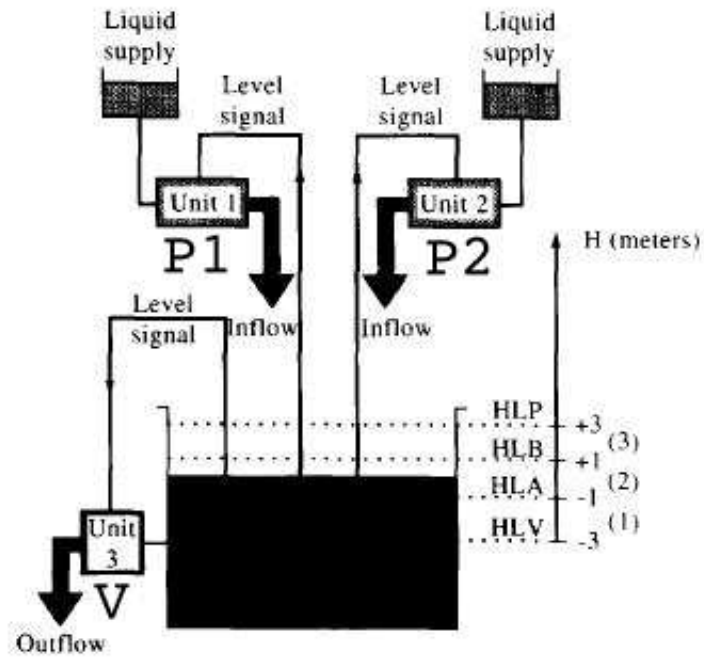 Liquid
supply
Liquid
supply
Level
signal
Level
signal
Unit 1
Unit 2
P1
P2
H (meters)
Level
signal
Inflow
Inflow
HLP
+3
(3)
HLB
+1
(2)
HLA
-1
(1)
HLV
-3
Unit
3
V
Outflow